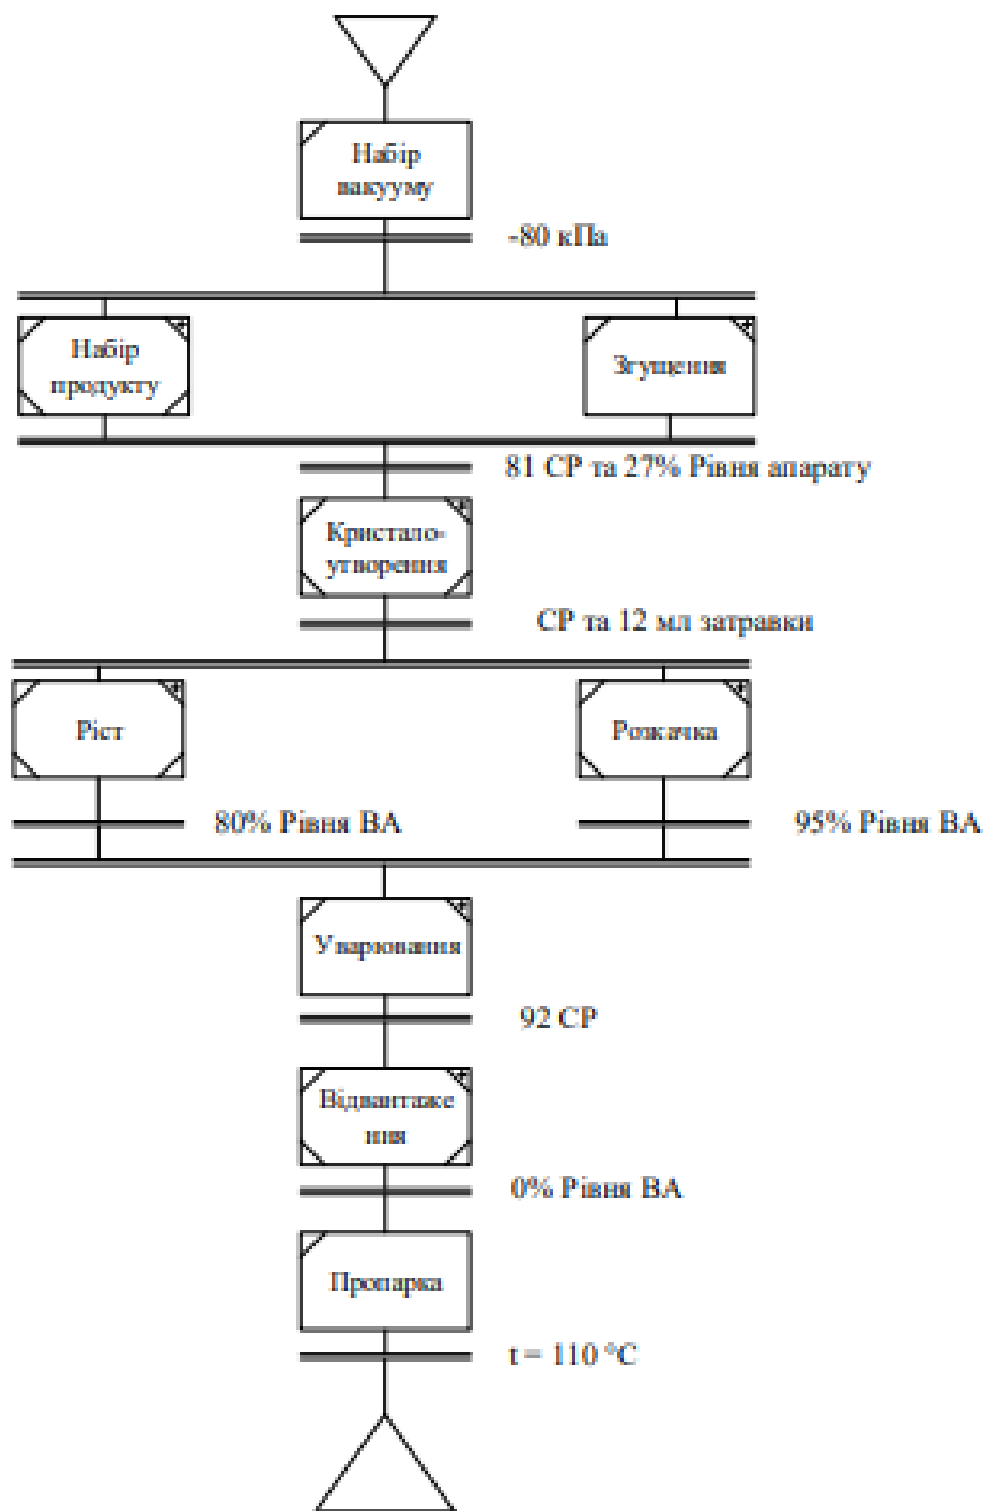 Набір
вакууму
-80 кПа
Набір
продукту
Згущення
81 СР та 27% Рівня апарату
Кристало-
утворення
СР та 12 мл затравки
Ріст
Розкачка
80% Рівня ВА
95% Рівня ВА
Уварювання
92 СР
Відвантаже
ння
0% Рівня ВА
Пропарка
t = 110 °C